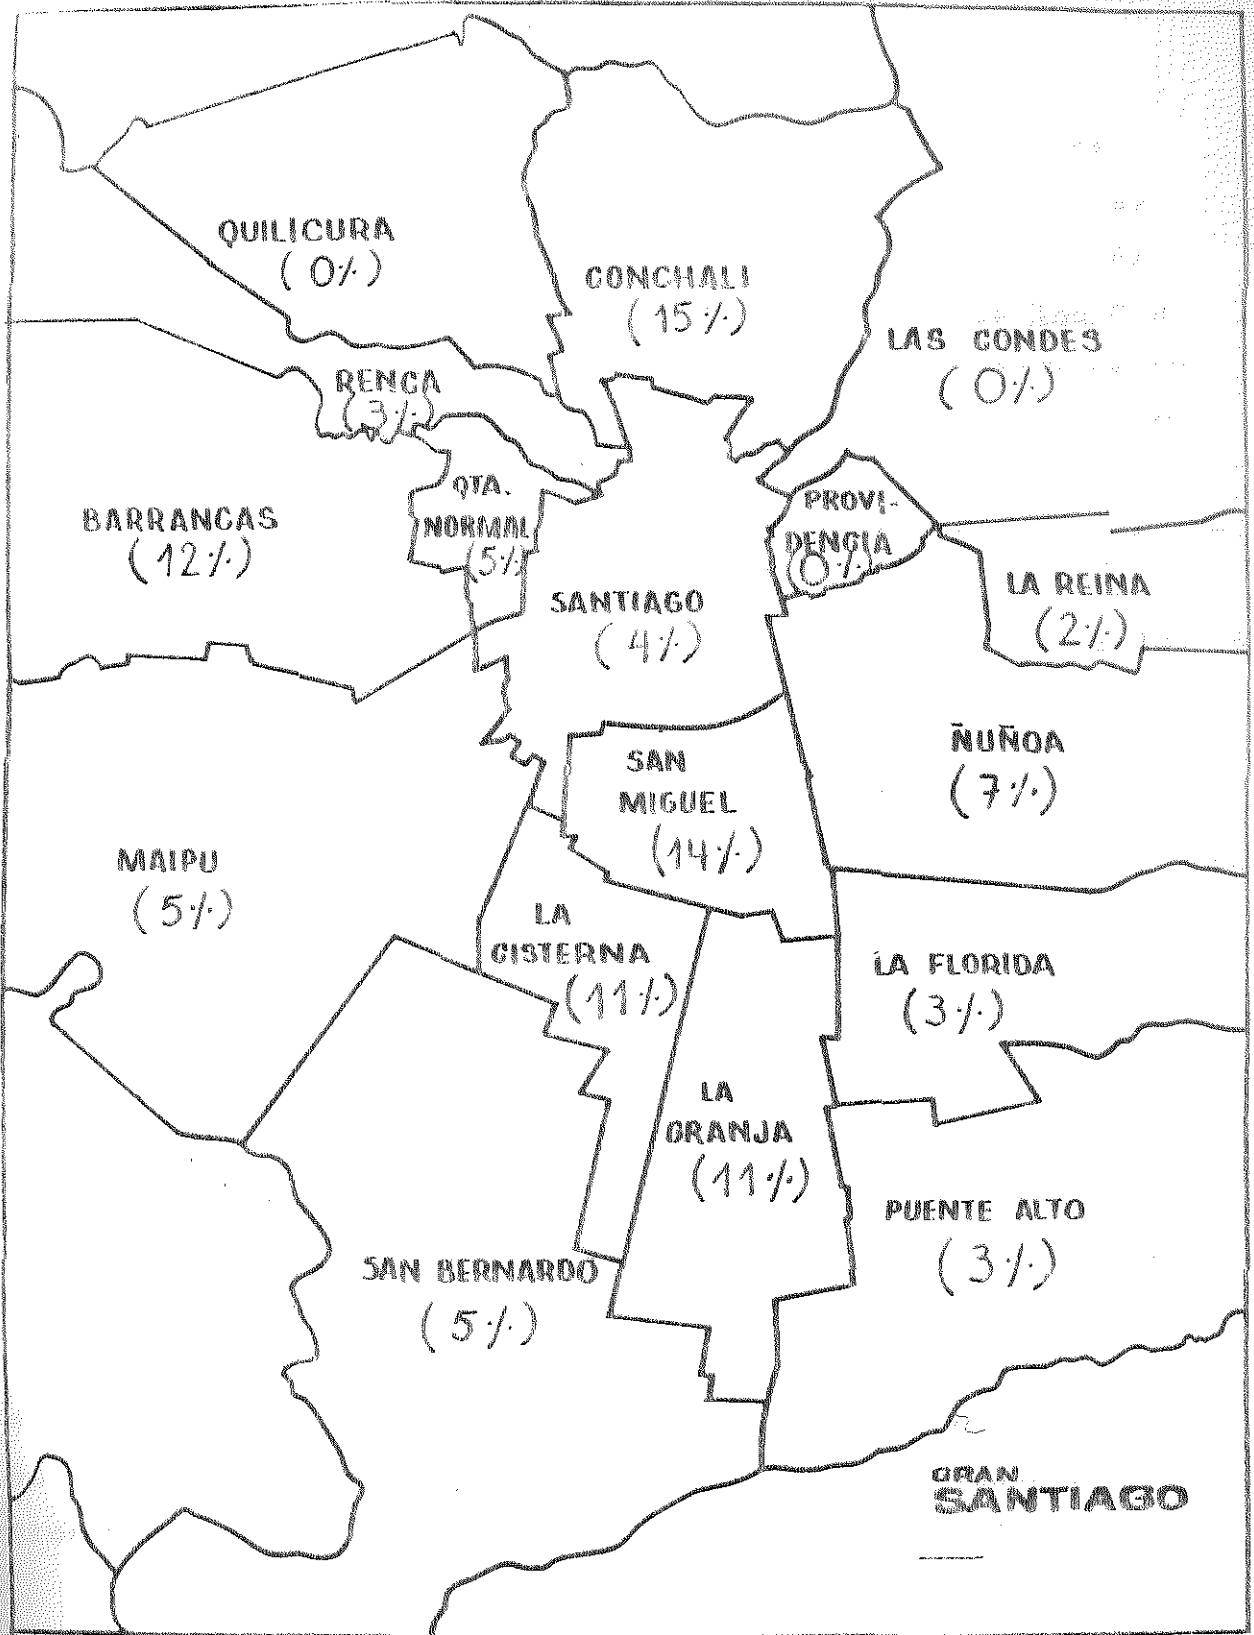 QUILICURA
(0%)
CONCHALI
(15%)
LAS CONDES
(0%)
RENCA
(3%)
BARRANCAS
(12%)
QTA.
NORMAL
(5%)
PROVI-
DENCIA
(0%)
LA REINA
(2%)
SANTIAGO
(4%)
ÑUÑOA
(7%)
SAN
MIGUEL
(14%)
MAIPU
(5%)
LA
CISTERNA
(11%)
LA FLORIDA
(3%)
LA
GRANJA
(11%)
PUENTE ALTO
(3%)
SAN BERNARDO
(5%)
GRAN
SANTIAGO